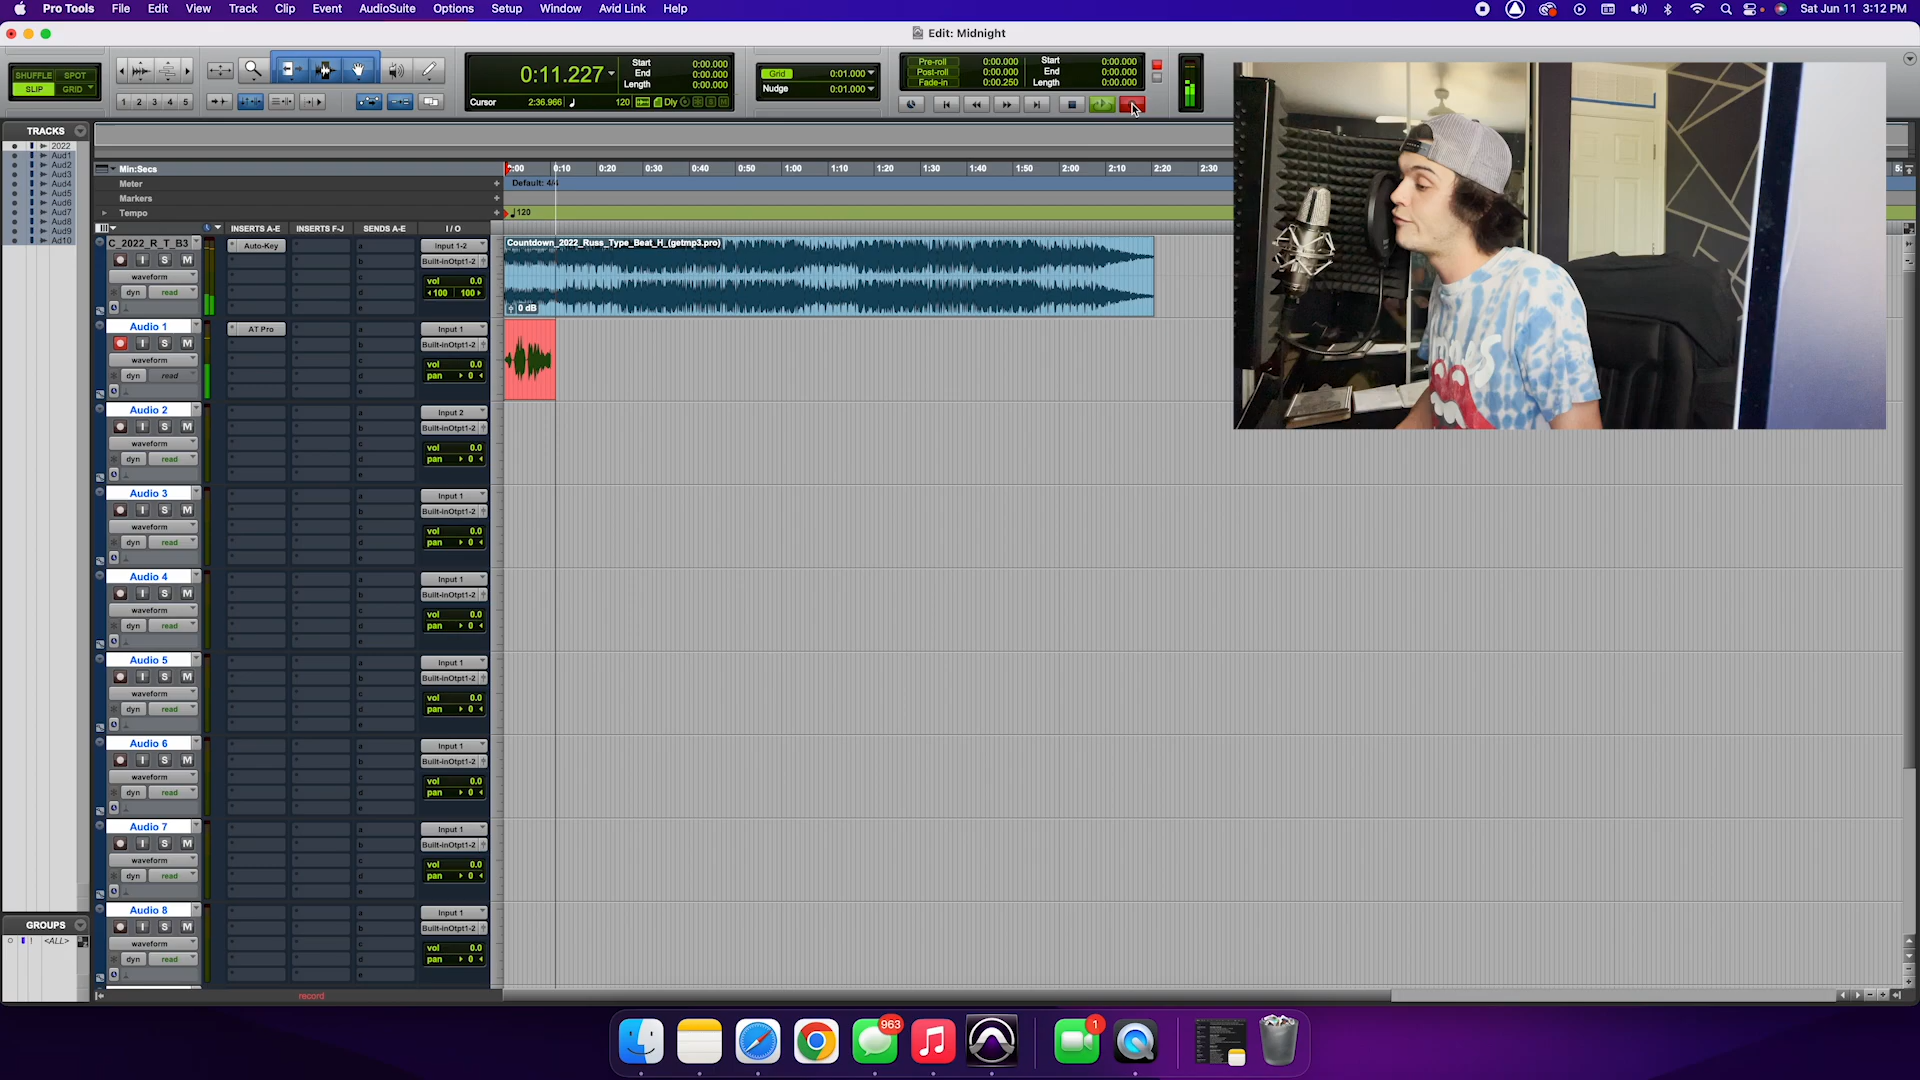 Pro Tools File Edit View Track Clip Event AudioSuite Options Setup Window Avid Link Help Sat Jun 11 3:12 PM
Edit: Midnight
SHUFFLE SPOT
SLIP GRID
1 2 3 4 5
0:11.227
Start 0:00.000
End 0:00.000
Length 0:00.000
Cursor 2:36.966 120 Dly
Grid 0:01.000
Nudge 0:01.000
Pre-roll 0:00.000
Post-roll 0:00.000
Fade-in 0:00.250
Start 0:00.000
End 0:00.000
Length 0:00.000
TRACKS
2022
Aud1
Aud2
Aud3
Aud4
Aud5
Aud6
Aud7
Aud8
Aud9
Ad10
Min:Secs 0:00 0:10 0:20 0:30 0:40 0:50 1:00 1:10 1:20 1:30 1:40 1:50 2:00 2:10 2:20 2:30
Meter Default: 4/4
Markers
Tempo 120
INSERTS A-E INSERTS F-J SENDS A-E I / O
C_2022_R_T_B3 Auto-Key a Input 1-2
I S M b Built-inOtpt1-2
waveform c vol 0.0
dyn read d 100 100
e
Countdown_2022_Russ_Type_Beat_H_(getmp3.pro)
0 dB
Audio 1 AT Pro a Input 1
I S M b Built-inOtpt1-2
waveform c vol 0.0
dyn read d pan 0
e
Audio 2 a Input 2
I S M b Built-inOtpt1-2
waveform c vol 0.0
dyn read d pan 0
e
Audio 3 a Input 1
I S M b Built-inOtpt1-2
waveform c vol 0.0
dyn read d pan 0
e
Audio 4 a Input 1
I S M b Built-inOtpt1-2
waveform c vol 0.0
dyn read d pan 0
e
Audio 5 a Input 1
I S M b Built-inOtpt1-2
waveform c vol 0.0
dyn read d pan 0
e
Audio 6 a Input 1
I S M b Built-inOtpt1-2
waveform c vol 0.0
dyn read d pan 0
e
Audio 7 a Input 1
I S M b Built-inOtpt1-2
waveform c vol 0.0
dyn read d pan 0
e
Audio 8 a Input 1
I S M b Built-inOtpt1-2
waveform c vol 0.0
dyn read d pan 0
e
GROUPS
! <ALL>
record
963
1